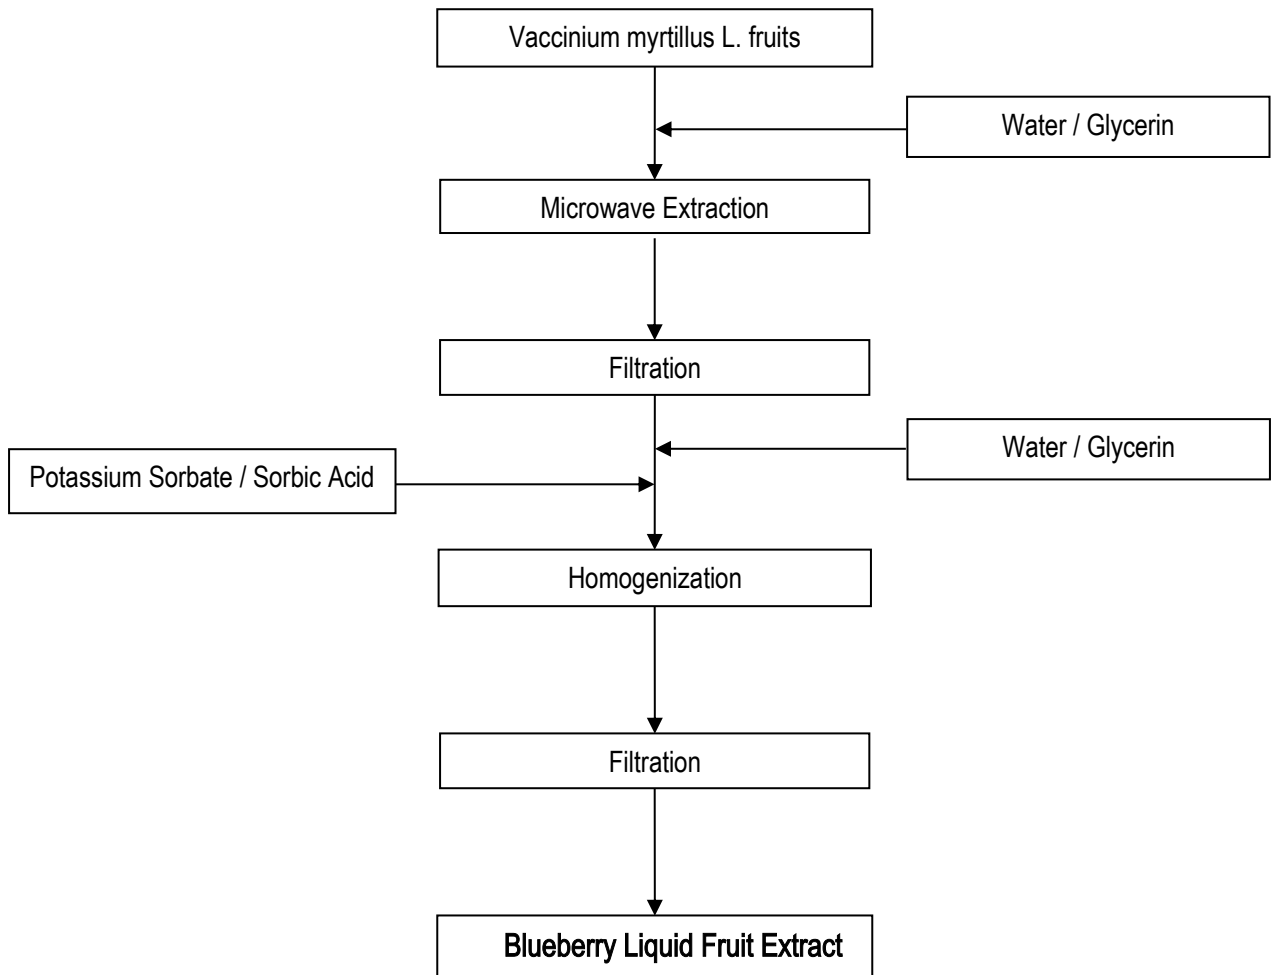 Vaccinium myrtillus L. fruits
Water / Glycerin
Microwave Extraction
Filtration
Water / Glycerin
Potassium Sorbate / Sorbic Acid
Homogenization
Filtration
Blueberry Liquid Fruit Extract